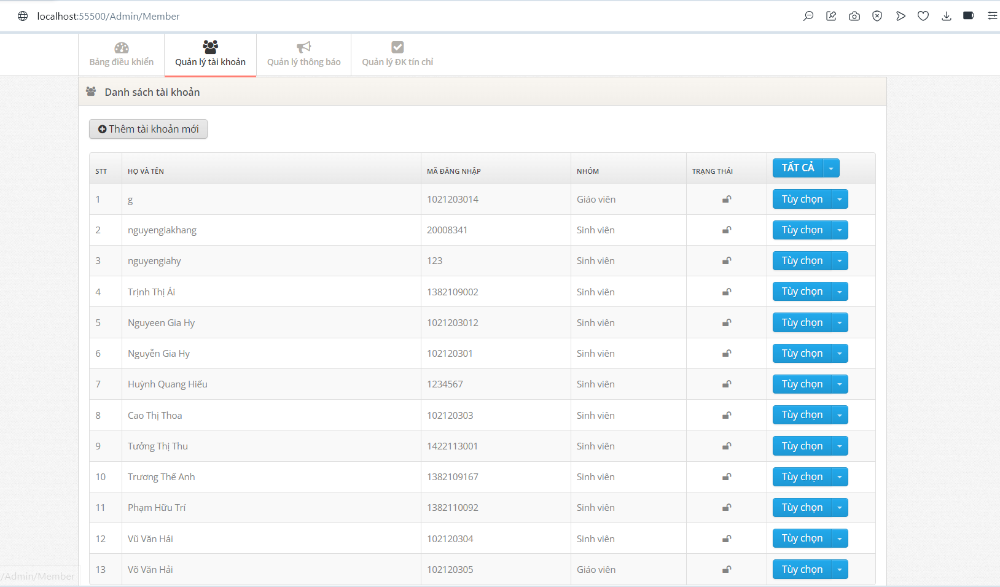 localhost:55500/Admin/Member
Bảng điều khiển Quản lý tài khoản Quản lý thông báo Quản lý ĐK tín chỉ
Danh sách tài khoản
Thêm tài khoản mới
STT HỌ VÀ TÊN MÃ ĐĂNG NHẬP NHÓM TRẠNG THÁI TẤT CẢ
1 g 1021203014 Giáo viên Tùy chọn
2 nguyengiakhang 20008341 Sinh viên Tùy chọn
3 nguyengiahy 123 Sinh viên Tùy chọn
4 Trịnh Thị Ái 1382109002 Sinh viên Tùy chọn
5 Nguyeen Gia Hy 1021203012 Sinh viên Tùy chọn
6 Nguyễn Gia Hy 102120301 Sinh viên Tùy chọn
7 Huỳnh Quang Hiếu 1234567 Sinh viên Tùy chọn
8 Cao Thị Thoa 102120303 Sinh viên Tùy chọn
9 Tưởng Thị Thu 1422113001 Sinh viên Tùy chọn
10 Trương Thế Anh 1382109167 Sinh viên Tùy chọn
11 Phạm Hữu Trí 1382110092 Sinh viên Tùy chọn
12 Vũ Văn Hải 102120304 Sinh viên Tùy chọn
13 Võ Văn Hải 102120305 Giáo viên Tùy chọn
/Admin/Member